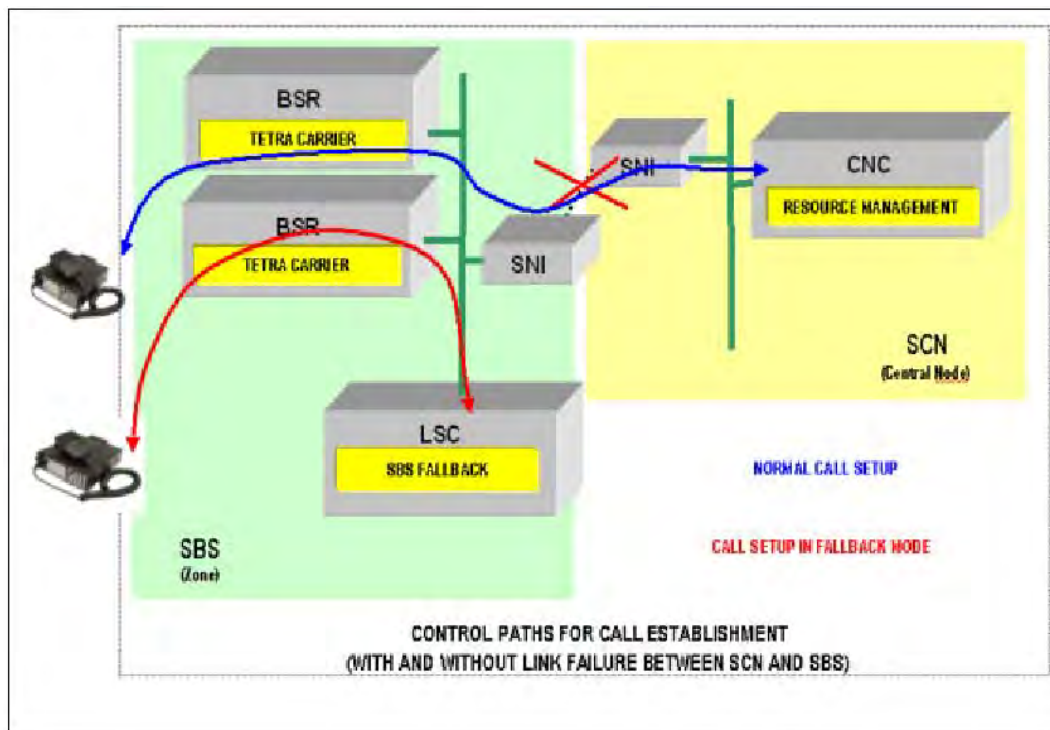 BSR
TETRA CARRIER
BSR
TETRA CARRIER
SNI
SNI
CNC
RESOURCE MANAGEMENT
SCN
(Central Node)
LSC
SBS FALLBACK
SBS
(Zone)
NORMAL CALL SETUP
CALL SETUP IN FALLBACK MODE
CONTROL PATHS FOR CALL ESTABLISHMENT
(WITH AND WITHOUT LINK FAILURE BETWEEN SCN AND SBS)